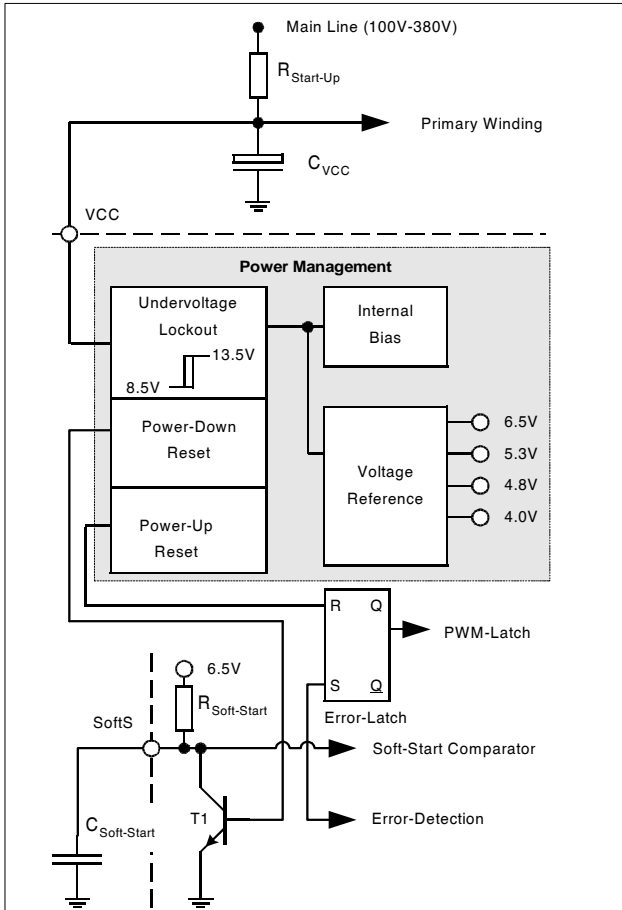 Main Line (100V-380V)
R Start-Up
Primary Winding
C VCC
VCC
Power Management
Undervoltage
Lockout
13.5V
8.5V
Internal
Bias
Power-Down
Reset
6.5V
5.3V
4.8V
4.0V
Voltage
Reference
Power-Up
Reset
R Q
PWM-Latch
S Q
Error-Latch
6.5V
R Soft-Start
SoftS
Soft-Start Comparator
T1
Error-Detection
C Soft-Start